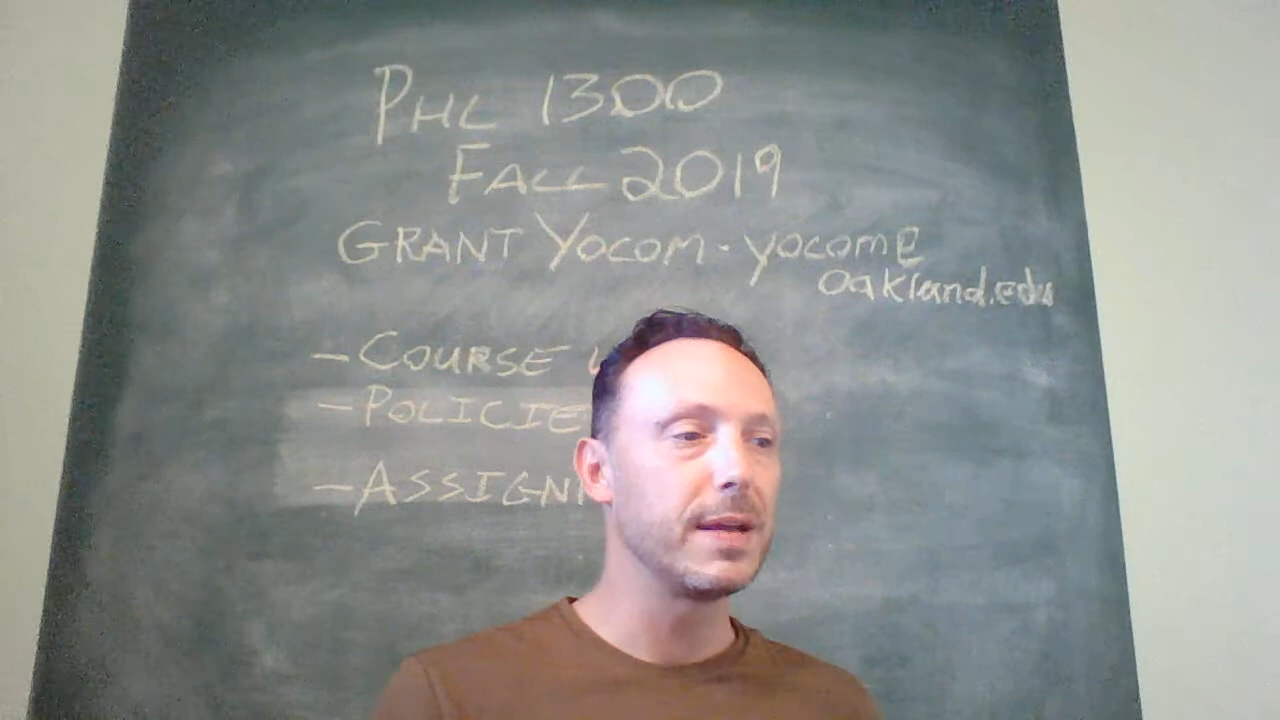 PHL 1300
FALL 2019
GRANT YOCOM - yocom@
oakland.edu
- COURSE
- POLICIE
- ASSIGN